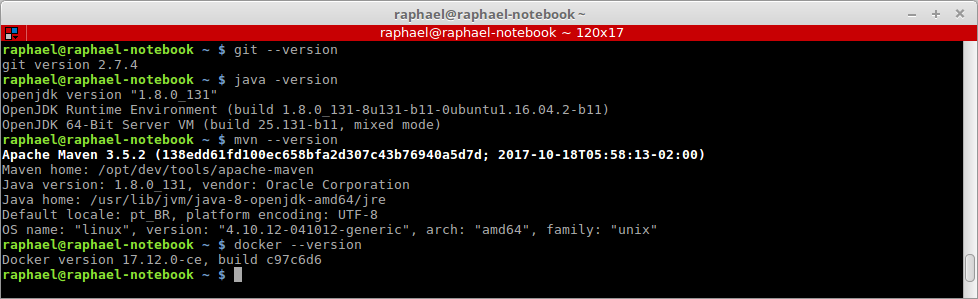 raphael@raphael-notebook ~
raphael@raphael-notebook ~ 120x17
raphael@raphael-notebook ~ $ git --version
git version 2.7.4
raphael@raphael-notebook ~ $ java -version
openjdk version "1.8.0_131"
OpenJDK Runtime Environment (build 1.8.0_131-8u131-b11-0ubuntu1.16.04.2-b11)
OpenJDK 64-Bit Server VM (build 25.131-b11, mixed mode)
raphael@raphael-notebook ~ $ mvn --version
Apache Maven 3.5.2 (138edd61fd100ec658bfa2d307c43b76940a5d7d; 2017-10-18T05:58:13-02:00)
Maven home: /opt/dev/tools/apache-maven
Java version: 1.8.0_131, vendor: Oracle Corporation
Java home: /usr/lib/jvm/java-8-openjdk-amd64/jre
Default locale: pt_BR, platform encoding: UTF-8
OS name: "linux", version: "4.10.12-041012-generic", arch: "amd64", family: "unix"
raphael@raphael-notebook ~ $ docker --version
Docker version 17.12.0-ce, build c97c6d6
raphael@raphael-notebook ~ $